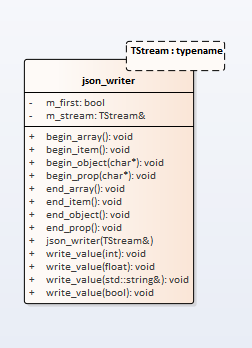 TStream : typename
json_writer
- m_first: bool
- m_stream: TStream&
+ begin_array(): void
+ begin_item(): void
+ begin_object(char*): void
+ begin_prop(char*): void
+ end_array(): void
+ end_item(): void
+ end_object(): void
+ end_prop(): void
+ json_writer(TStream&)
+ write_value(int): void
+ write_value(float): void
+ write_value(std::string&): void
+ write_value(bool): void